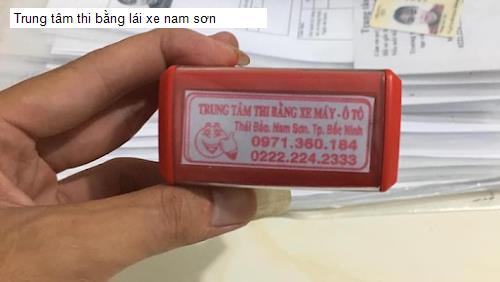 Trung tâm thi bằng lái xe nam sơn
TRUNG TÂM THI BẰNG XE MÁY - Ô TÔ
Thái Bảo. Nam Sơn. Tp. Bắc Ninh
0971.360.184
0222.224.2333